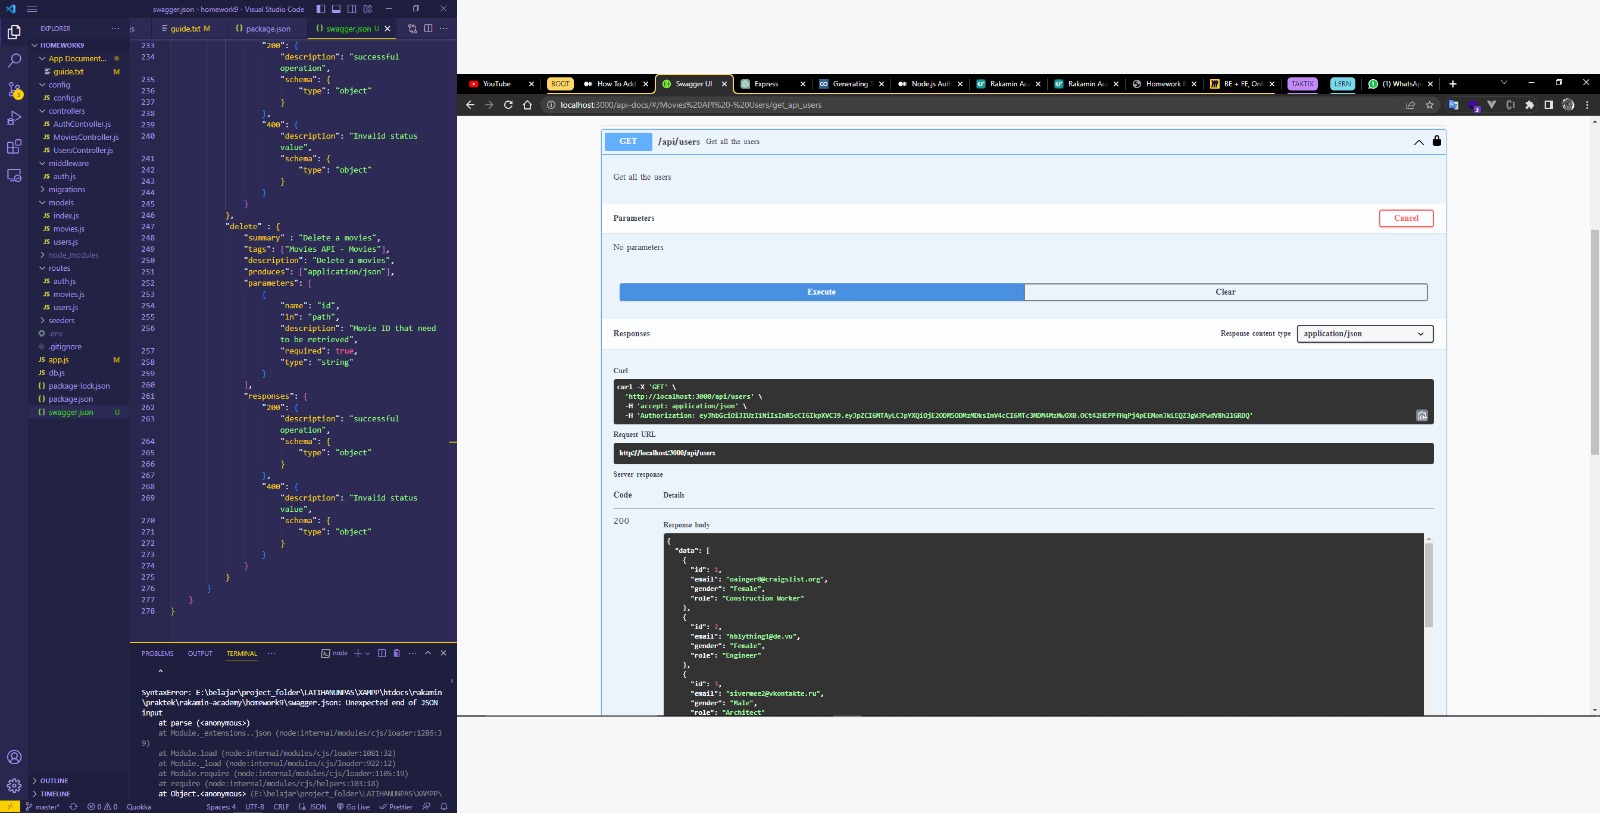 swagger.json - homework9 - Visual Studio Code
EXPLORER
HOMEWORK9
App Document...
guide.txt M
config
config.js
controllers
AuthController.js
MoviesController.js
UsersController.js
middleware
auth.js
migrations
models
index.js
movies.js
users.js
node_modules
routes
auth.js
movies.js
users.js
seeders
.env
.gitignore
app.js M
db.js
package-lock.json
package.json
swagger.json U
OUTLINE
TIMELINE
guide.txt M
package.json
swagger.json U
233 "200": {
234 "description": "successful
operation",
235 "schema": {
236 "type": "object"
237 }
238 },
239 "400": {
240 "description": "Invalid status
value",
241 "schema": {
242 "type": "object"
243 }
244 }
245 }
246 },
247 "delete" : {
248 "summary" : "Delete a movies",
249 "tags": ["Movies API - Movies"],
250 "description": "Delete a movies",
251 "produces": ["application/json"],
252 "parameters": [
253 {
254 "name": "id",
255 "in": "path",
256 "description": "Movie ID that need
to be retrieved",
257 "required": true,
258 "type": "string"
259 }
260 ],
261 "responses": {
262 "200": {
263 "description": "successful
operation",
264 "schema": {
265 "type": "object"
266 }
267 },
268 "400": {
269 "description": "Invalid status
value",
270 "schema": {
271 "type": "object"
272 }
273 }
274 }
275 }
276 }
277 }
278 }
PROBLEMS OUTPUT TERMINAL node
SyntaxError: E:\belajar\project_folder\LATIHANUNPAS\XAMPP\htdocs\rakamin
\praktek\rakamin-academy\homework9\swagger.json: Unexpected end of JSON
input
at parse (<anonymous>)
at Module._extensions..json (node:internal/modules/cjs/loader:1286:3
9)
at Module.load (node:internal/modules/cjs/loader:1081:32)
at Module._load (node:internal/modules/cjs/loader:922:12)
at Module.require (node:internal/modules/cjs/loader:1105:19)
at require (node:internal/modules/cjs/helpers:103:18)
at Object.<anonymous> (E:\belajar\project_folder\LATIHANUNPAS\XAMPP\
master* 0 0 Quokka Spaces: 4 UTF-8 CRLF JSON Go Live Prettier
YouTube BOOT How To Add Swagger UI Express Generating Node.js Auth Rakamin Ac Rakamin Ac Homework BE + FE, Onl TAKTIX LERN (1) WhatsAp
localhost:3000/api-docs/#/Movies%20API%20-%20Users/get_api_users
GET /api/users Get all the users
Get all the users
Parameters Cancel
No parameters
Execute Clear
Responses Response content type application/json
Curl
curl -X 'GET' \
'http://localhost:3000/api/users' \
-H 'accept: application/json' \
Request URL
http://localhost:3000/api/users
Server response
Code Details
200 Response body
{
"data": [
{
"id": 1,
"email": "oainger0@craigslist.org",
"gender": "Female",
"role": "Construction Worker"
},
{
"id": 2,
"email": "hblything1@de.vu",
"gender": "Female",
"role": "Engineer"
},
{
"id": 3,
"email": "sivermee2@vkontakte.ru",
"gender": "Male",
"role": "Architect"